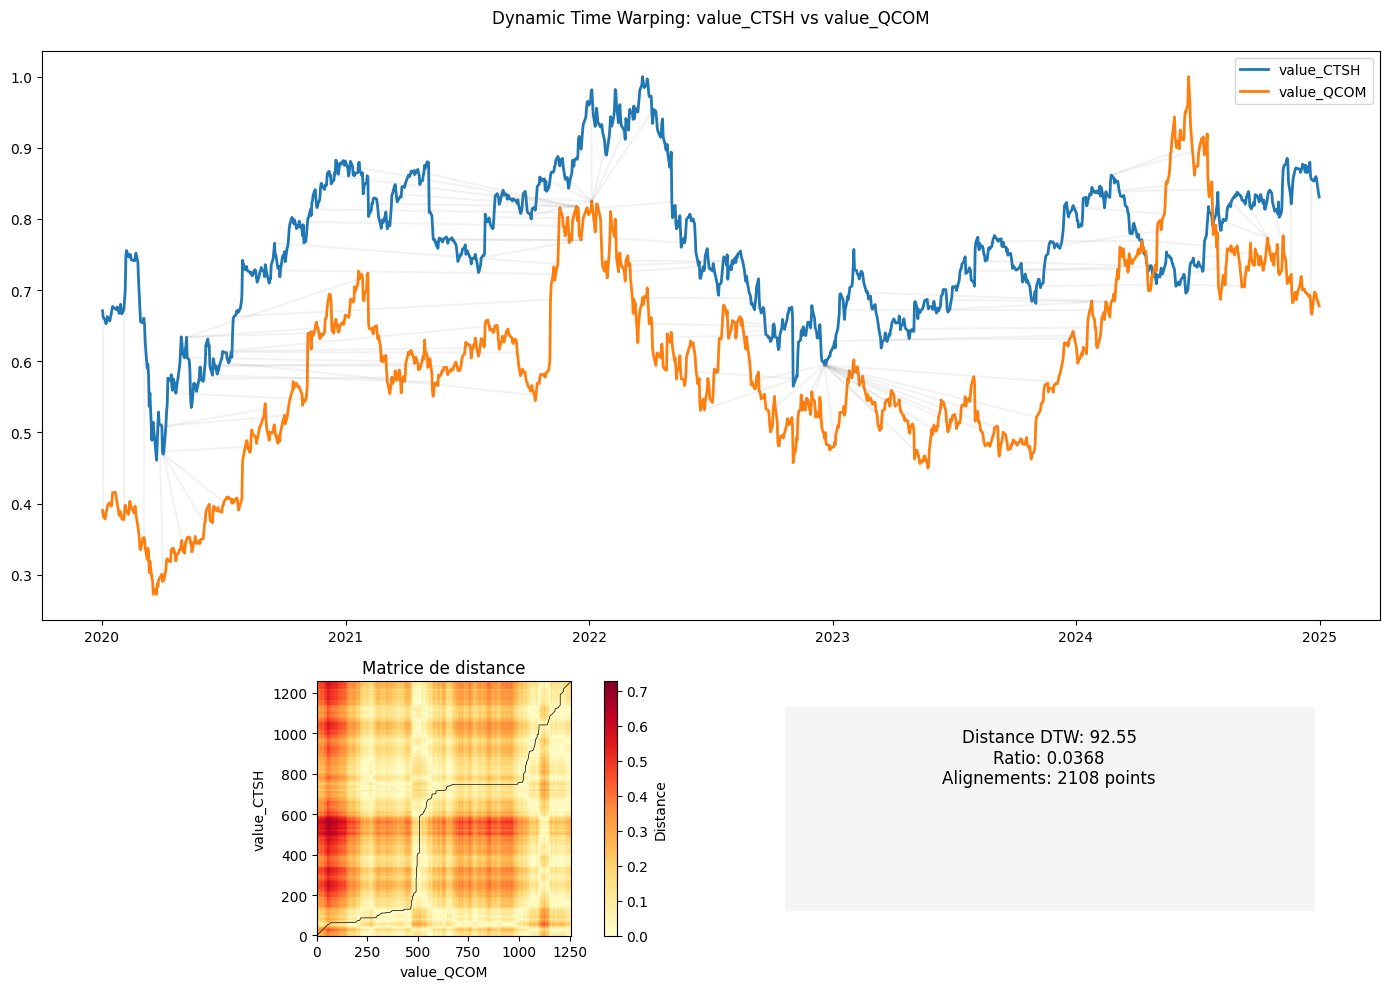 Dynamic Time Warping: value_CTSH vs value_QCOM
value_CTSH
value_QCOM
1.0
0.9
0.8
0.7
0.6
0.5
0.4
0.3
2020 2021 2022 2023 2024 2025
Matrice de distance
value_CTSH
1200
1000
800
600
400
200
0
0 250 500 750 1000 1250
value_QCOM
0.7
0.6
0.5
0.4
0.3
0.2
0.1
0.0
Distance
Distance DTW: 92.55
Ratio: 0.0368
Alignements: 2108 points